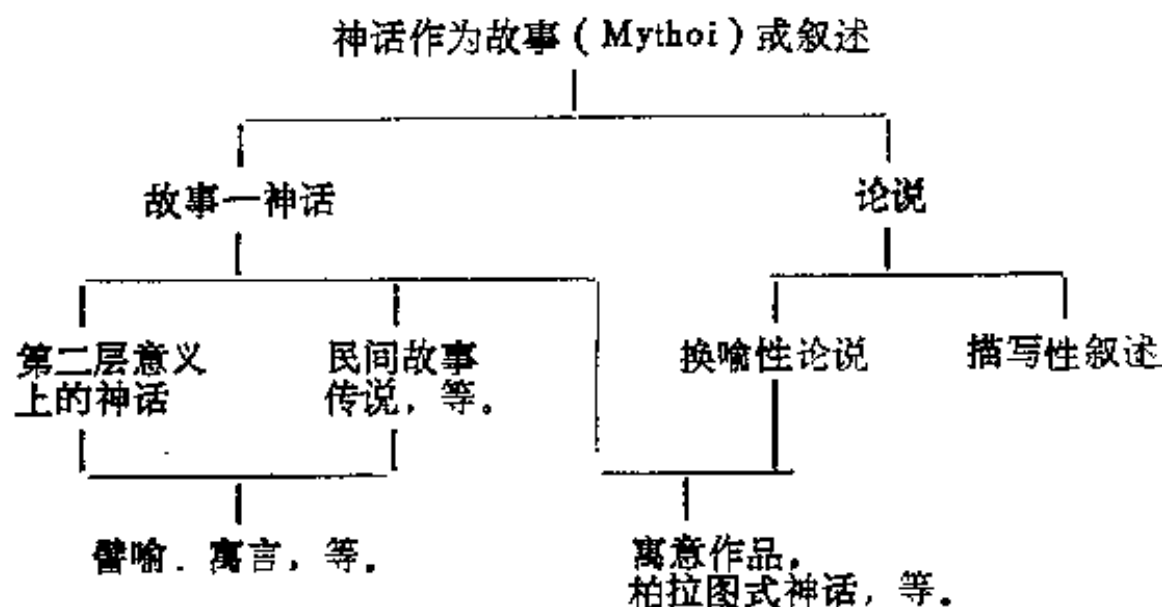 神话作为故事（Mythoi）或叙述
故事—神话
论说
第二层意义
上的神话
民间故事
传说，等。
换喻性论说
描写性叙述
譬喻．寓言，等。
寓意作品，
柏拉图式神话，等。